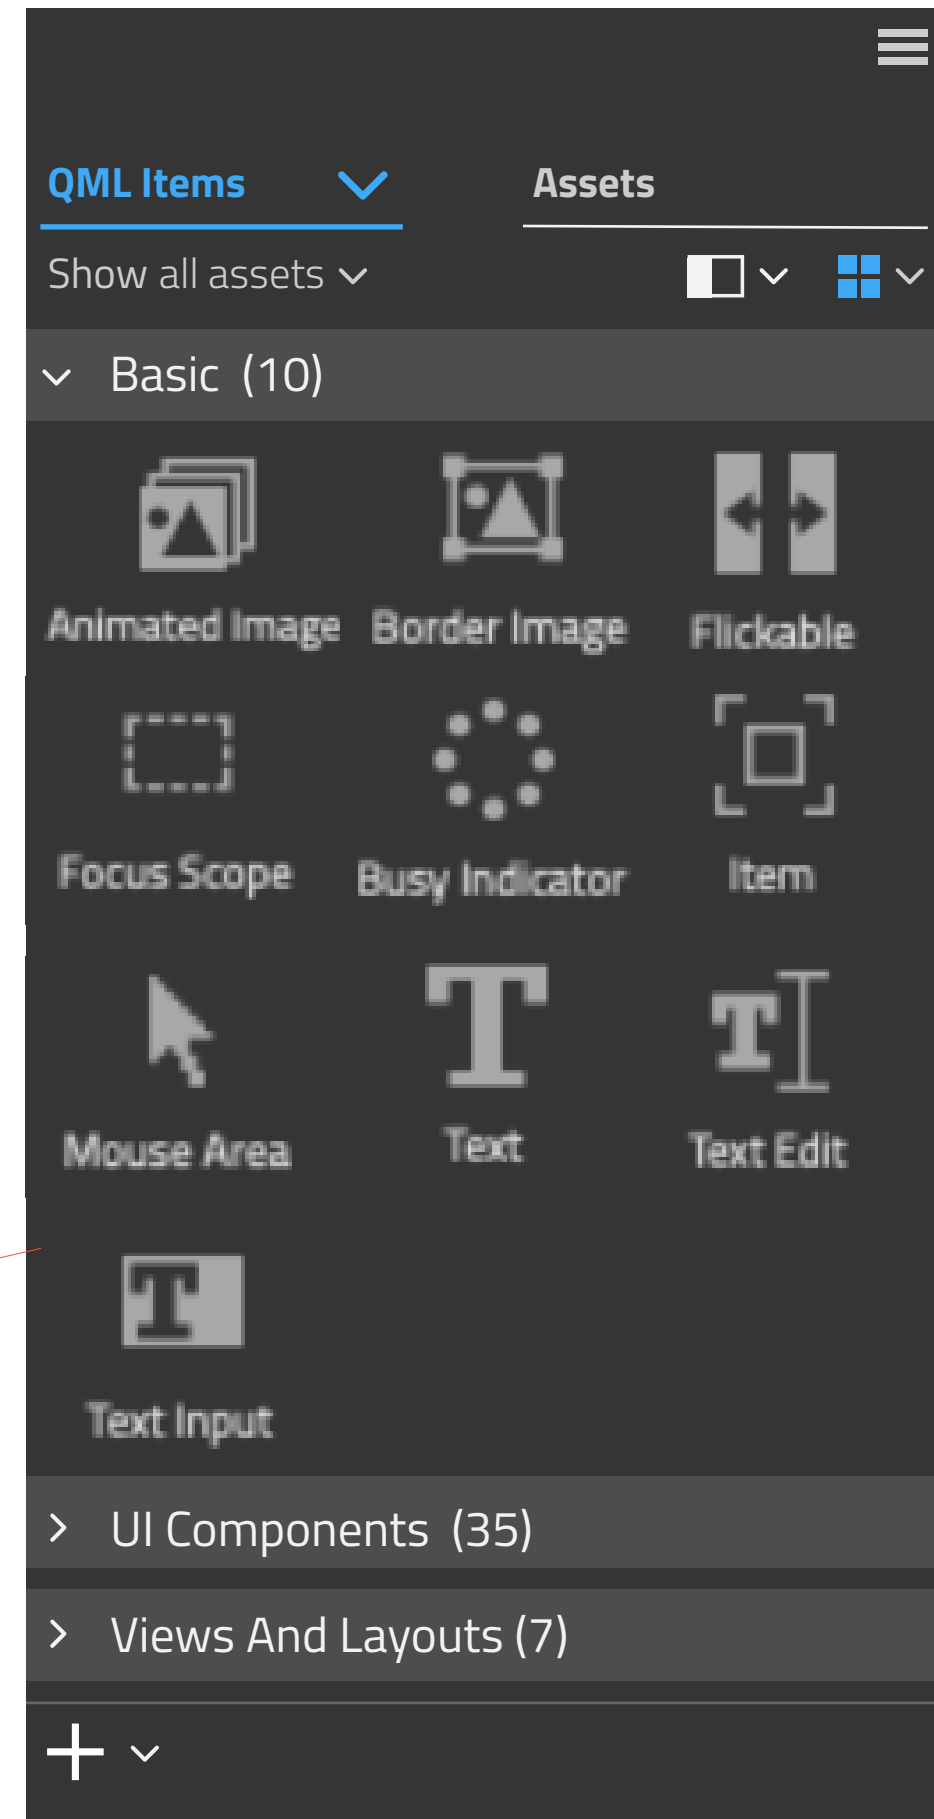 QML Items Assets
Show all assets
Basic (10)
Animated Image Border Image Flickable
Focus Scope Busy Indicator Item
Mouse Area Text Text Edit
Text Input
UI Components (35)
Views And Layouts (7)